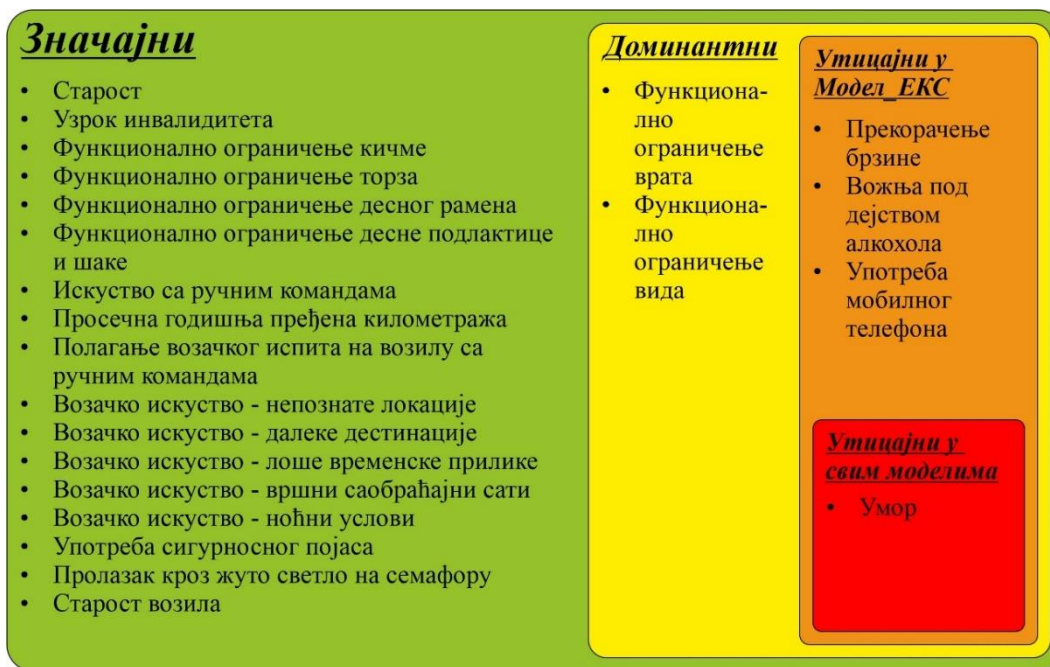 Значајни
• Старост
• Узрок инвалидитета
• Функционално ограничење кичме
• Функционално ограничење торза
• Функционално ограничење десног рамена
• Функционално ограничење десне подлактице
и шаке
• Искуство са ручним командама
• Просечна годишња пређена километража
• Полагање возачког испита на возилу са
ручним командама
• Возачко искуство - непознате локације
• Возачко искуство - далеке дестинације
• Возачко искуство - лоше временске прилике
• Возачко искуство - вршни саобраћајни сати
• Возачко искуство - ноћни услови
• Употреба сигурносног појаса
• Пролазак кроз жуто светло на семафору
• Старост возила
Доминантни
• Функциона-
лно
ограничење
врата
• Функциона-
лно
ограничење
вида
Утицајни у
Модел_ЕКС
• Прекорачење
брзине
• Вожња под
дејством
алкохола
• Употреба
мобилног
телефона
Утицајни у
свим моделима
• Умор